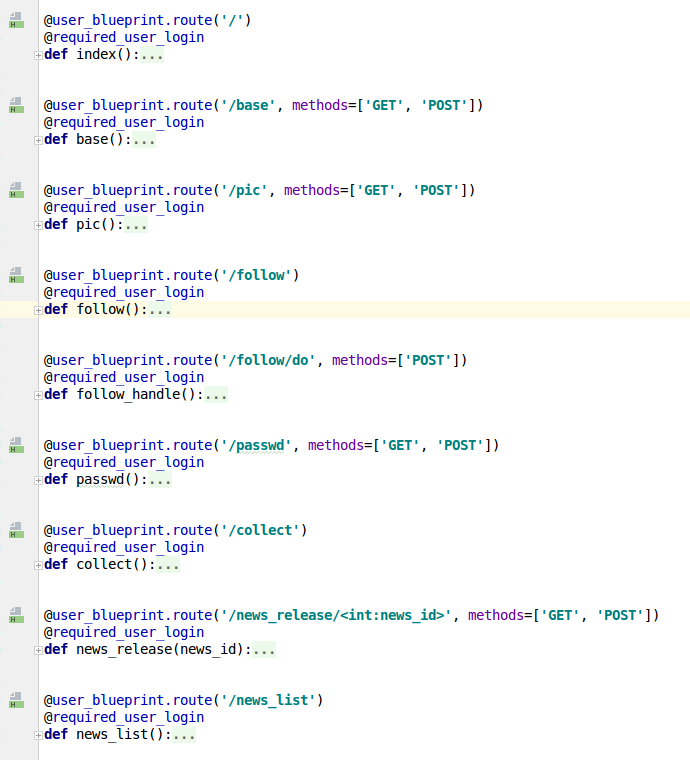 @user_blueprint.route('/')
@required_user_login
def index():...
@user_blueprint.route('/base', methods=['GET', 'POST'])
@required_user_login
def base():...
@user_blueprint.route('/pic', methods=['GET', 'POST'])
@required_user_login
def pic():...
@user_blueprint.route('/follow')
@required_user_login
def follow():...
@user_blueprint.route('/follow/do', methods=['POST'])
@required_user_login
def follow_handle():...
@user_blueprint.route('/passwd', methods=['GET', 'POST'])
@required_user_login
def passwd():...
@user_blueprint.route('/collect')
@required_user_login
def collect():...
@user_blueprint.route('/news_release/<int:news_id>', methods=['GET', 'POST'])
@required_user_login
def news_release(news_id):...
@user_blueprint.route('/news_list')
@required_user_login
def news_list():...